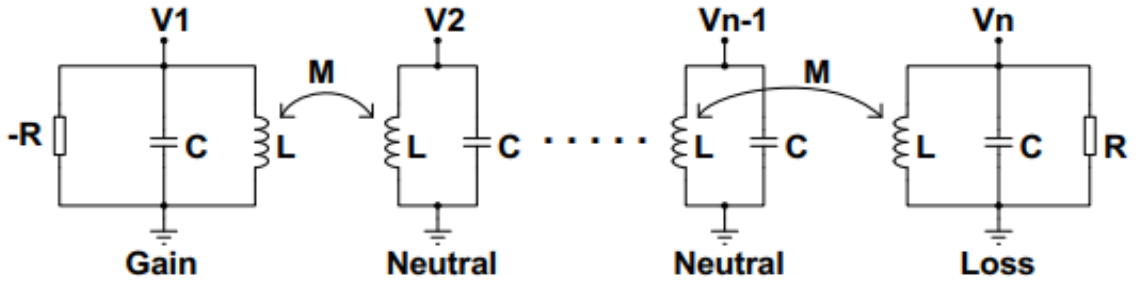 V1 V2 Vn-1 Vn
M M
-R C L L C L C L C R
Gain Neutral Neutral Loss